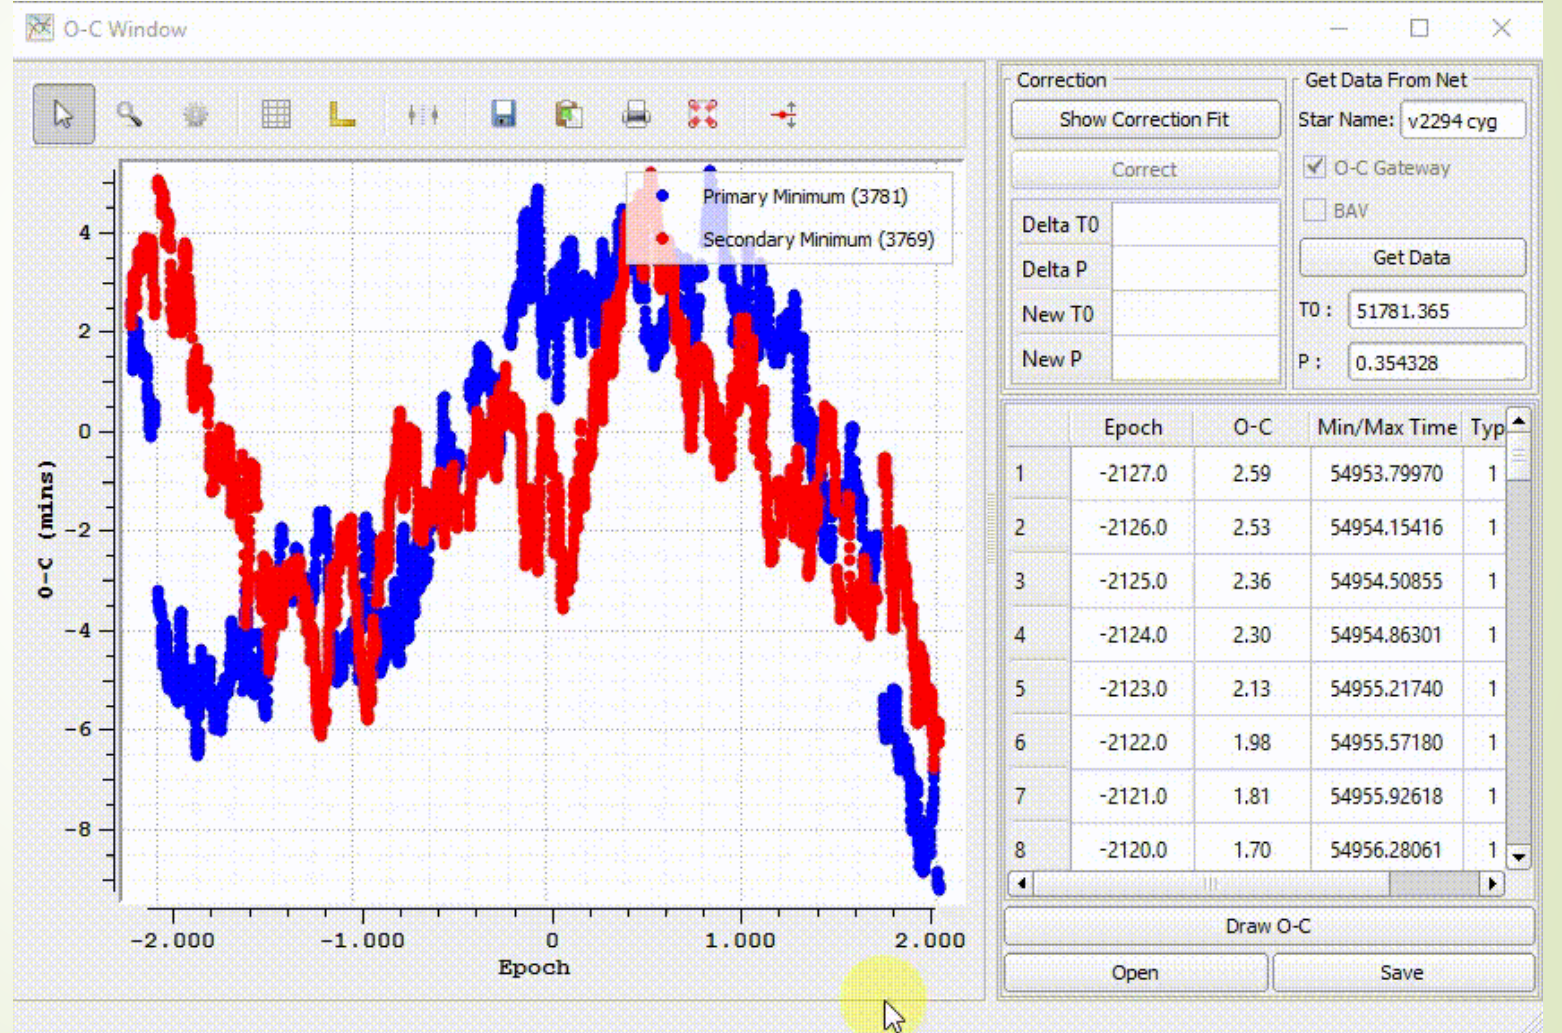 O-C Window
Correction
Show Correction Fit
Correct
Delta T0
Delta P
New T0
New P
Get Data From Net
Star Name: v2294 cyg
O-C Gateway
BAV
Get Data
T0 : 51781.365
P : 0.354328
Primary Minimum (3781)
Secondary Minimum (3769)
4
2
0
-2
-4
-6
-8
O-C (mins)
-2.000 -1.000 0 1.000 2.000
Epoch
Epoch O-C Min/Max Time Typ
1 -2127.0 2.59 54953.79970 1
2 -2126.0 2.53 54954.15416 1
3 -2125.0 2.36 54954.50855 1
4 -2124.0 2.30 54954.86301 1
5 -2123.0 2.13 54955.21740 1
6 -2122.0 1.98 54955.57180 1
7 -2121.0 1.81 54955.92618 1
8 -2120.0 1.70 54956.28061 1
Draw O-C
Open Save